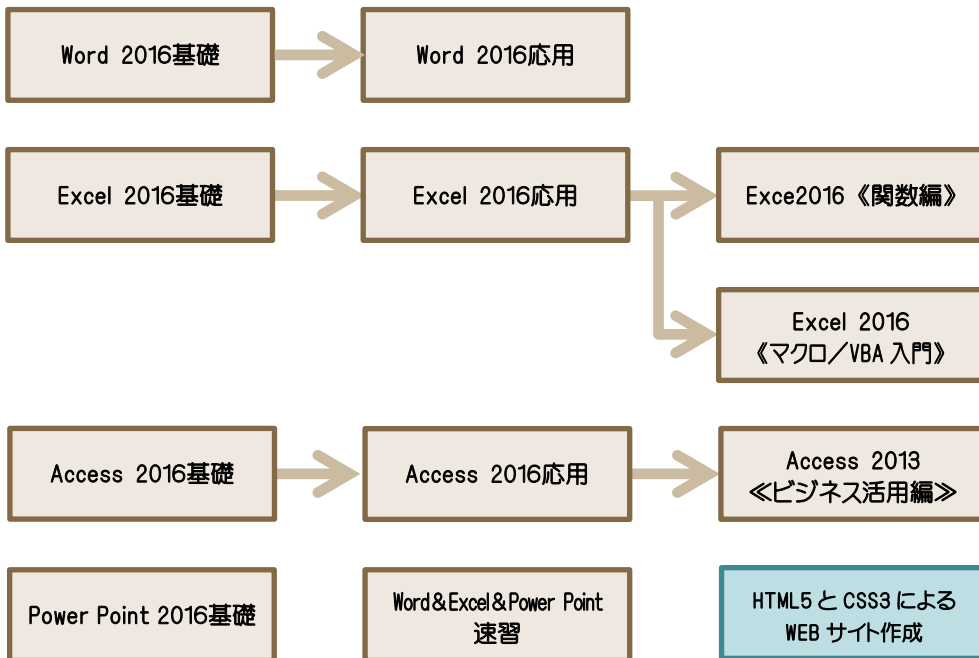 Word 2016基礎
Word 2016応用
Excel 2016基礎
Excel 2016応用
Exce2016《関数編》
Excel 2016
《マクロ／VBA 入門》
Access 2016基礎
Access 2016応用
Access 2013
≪ビジネス活用編≫
Power Point 2016基礎
Word&Excel&Power Point
速習
HTML5 と CSS3 による
WEB サイト作成